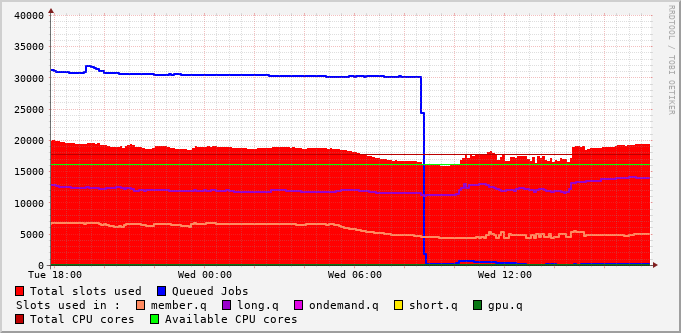 40000
35000
30000
25000
20000
15000
10000
5000
0
Tue 18:00 Wed 00:00 Wed 06:00 Wed 12:00
RRDTOOL / TOBI OETIKER
Total slots used Queued Jobs
Slots used in : member.q long.q ondemand.q short.q gpu.q
Total CPU cores Available CPU cores